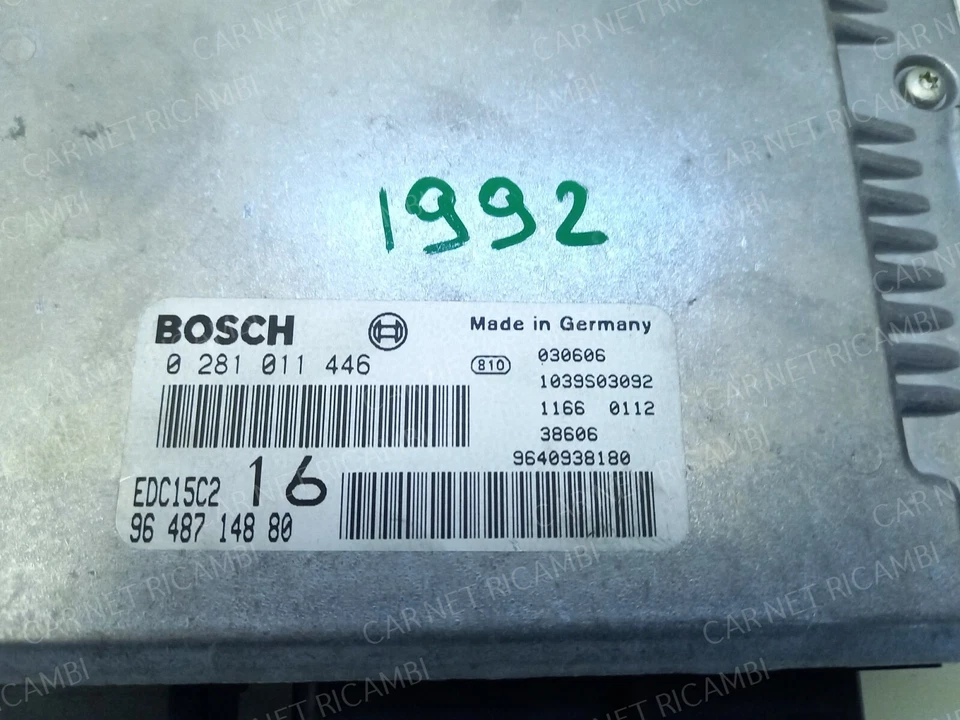 1992
BOSCH
Made in Germany
0 281 011 446
810
030606
1039S03092
1166 0112
38606
9640938180
EDC15C2 16
96 487 148 80
CAR NET RICAMBI